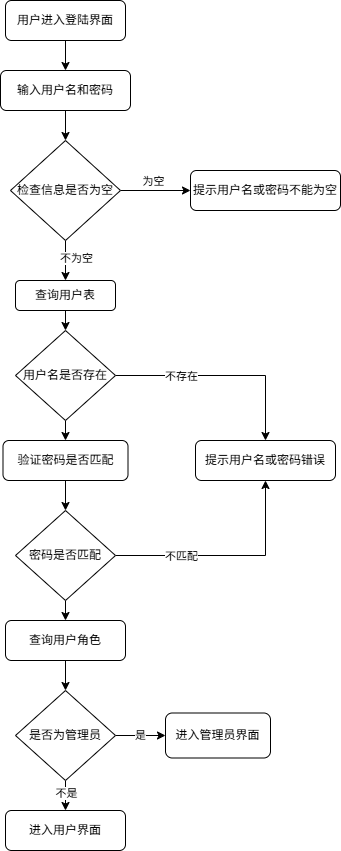 用户进入登陆界面
输入用户名和密码
检查信息是否为空
为空
提示用户名或密码不能为空
不为空
查询用户表
用户名是否存在
不存在
验证密码是否匹配
提示用户名或密码错误
密码是否匹配
不匹配
查询用户角色
是否为管理员
是
进入管理员界面
不是
进入用户界面